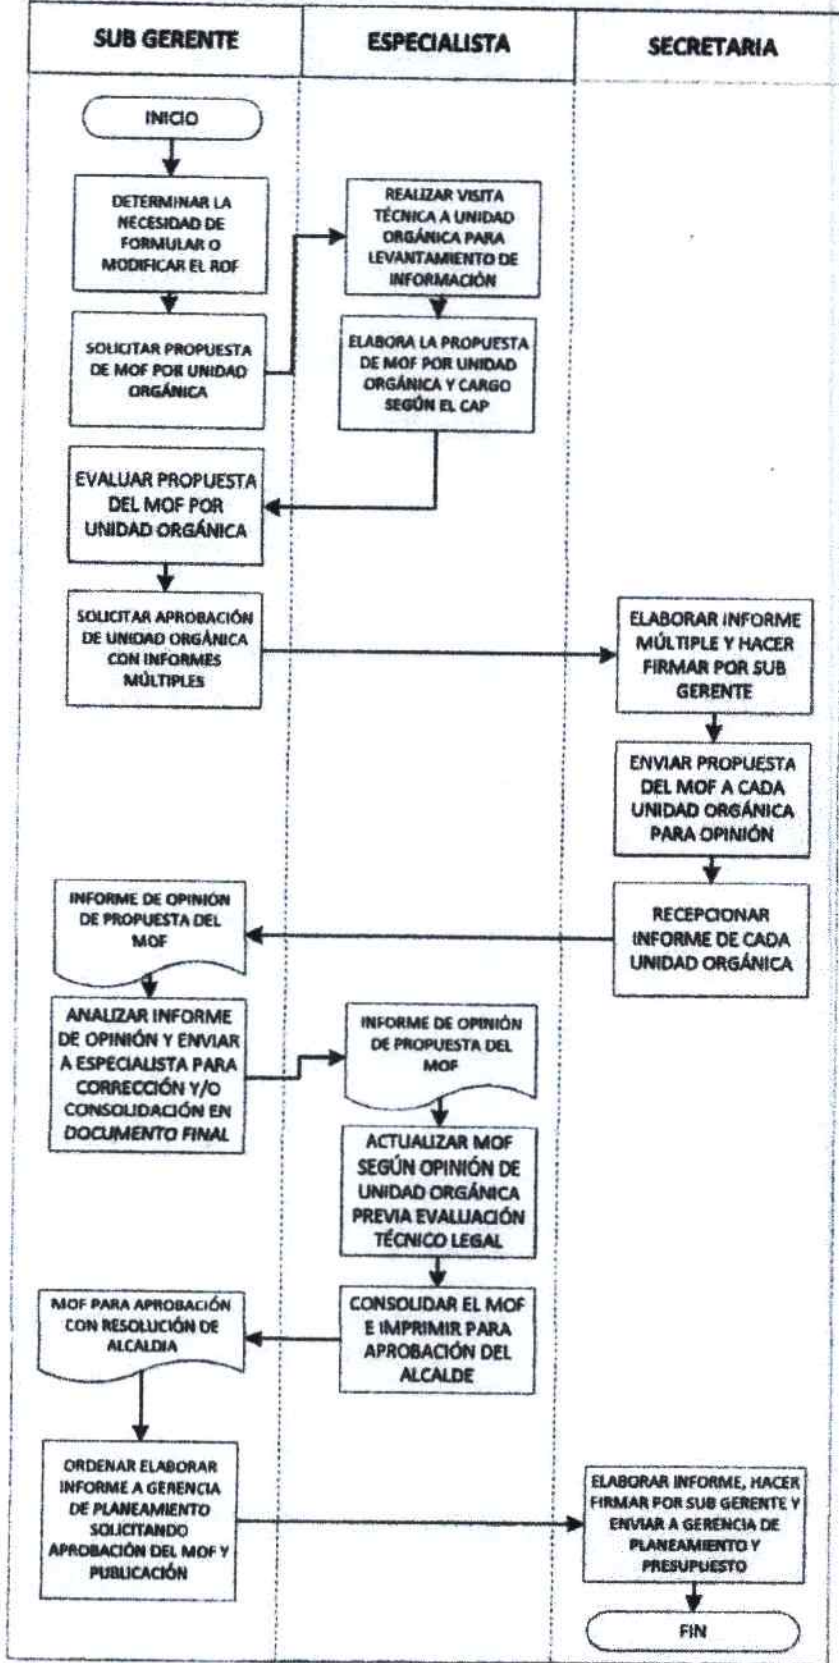 SUB GERENTE
ESPECIALISTA
SECRETARIA
INICIO
DETERMINAR LA
NECESIDAD DE
FORMULAR O
MODIFICAR EL ROF
SOLICITAR PROPUESTA
DE MOF POR UNIDAD
ORGÁNICA
REALIZAR VISITA
TÉCNICA A UNIDAD
ORGÁNICA PARA
LEVANTAMIENTO DE
INFORMACIÓN
ELABORA LA PROPUESTA
DE MOF POR UNIDAD
ORGÁNICA Y CARGO
SEGÚN EL CAP
EVALUAR PROPUESTA
DEL MOF POR
UNIDAD ORGÁNICA
SOLICITAR APROBACIÓN
DE UNIDAD ORGÁNICA
CON INFORMES
MÚLTIPLES
ELABORAR INFORME
MÚLTIPLE Y HACER
FIRMAR POR SUB
GERENTE
ENVIAR PROPUESTA
DEL MOF A CADA
UNIDAD ORGÁNICA
PARA OPINIÓN
RECEPCIONAR
INFORME DE CADA
UNIDAD ORGÁNICA
INFORME DE OPINIÓN
DE PROPUESTA DEL
MOF
ANALIZAR INFORME
DE OPINIÓN Y ENVIAR
A ESPECIALISTA PARA
CORRECCIÓN Y/O
CONSOLIDACIÓN EN
DOCUMENTO FINAL
INFORME DE OPINIÓN
DE PROPUESTA DEL
MOF
ACTUALIZAR MOF
SEGÚN OPINIÓN DE
UNIDAD ORGÁNICA
PREVIA EVALUACIÓN
TÉCNICO LEGAL
CONSOLIDAR EL MOF
E IMPRIMIR PARA
APROBACIÓN DEL
ALCALDE
MOF PARA APROBACIÓN
CON RESOLUCIÓN DE
ALCALDIA
ORDENAR ELABORAR
INFORME A GERENCIA
DE PLANEAMIENTO
SOLICITANDO
APROBACIÓN DEL MOF Y
PUBLICACIÓN
ELABORAR INFORME, HACER
FIRMAR POR SUB GERENTE Y
ENVIAR A GERENCIA DE
PLANEAMIENTO Y
PRESUPUESTO
FIN